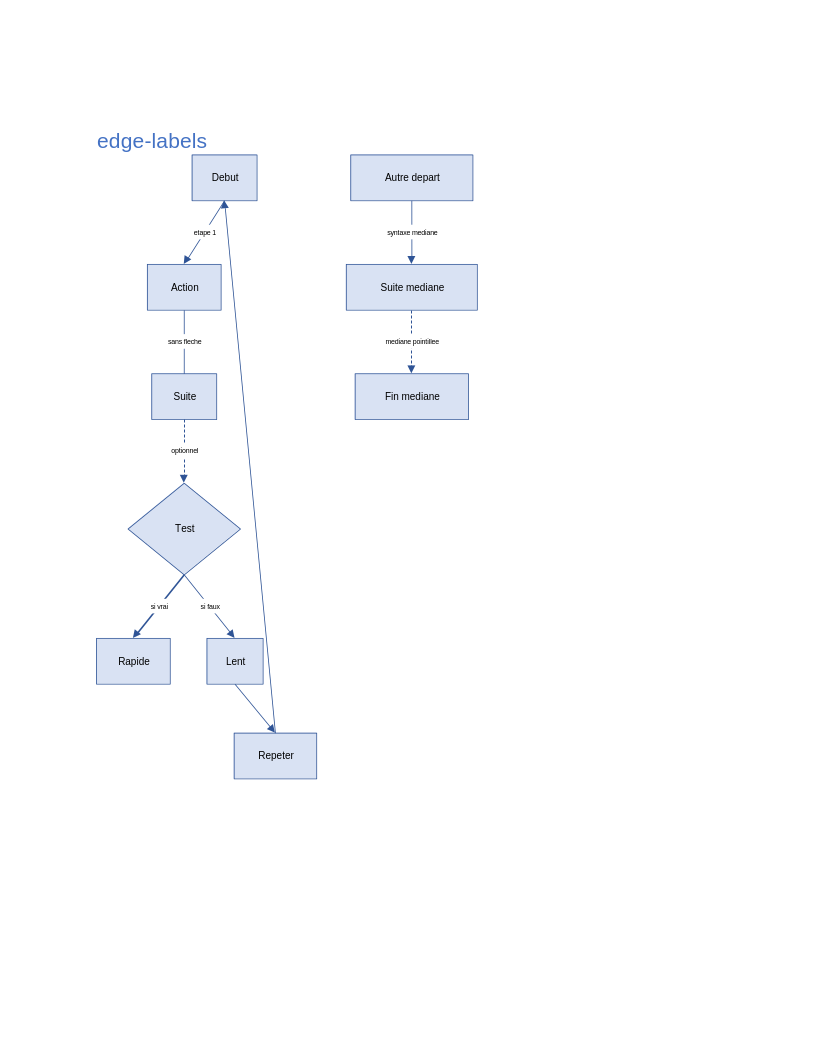 edge-labels
Debut
Autre depart
etape 1
syntaxe mediane
Action
Suite mediane
sans fleche
mediane pointillee
Suite
Fin mediane
optionnel
Test
si vrai
si faux
Rapide
Lent
Repeter